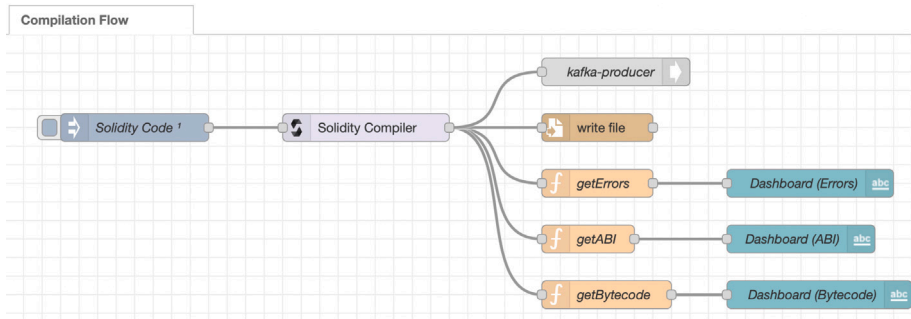 Compilation Flow
kafka-producer
Solidity Code ¹
Solidity Compiler
write file
getErrors
Dashboard (Errors)
abc
getABI
Dashboard (ABI)
abc
getBytecode
Dashboard (Bytecode)
abc